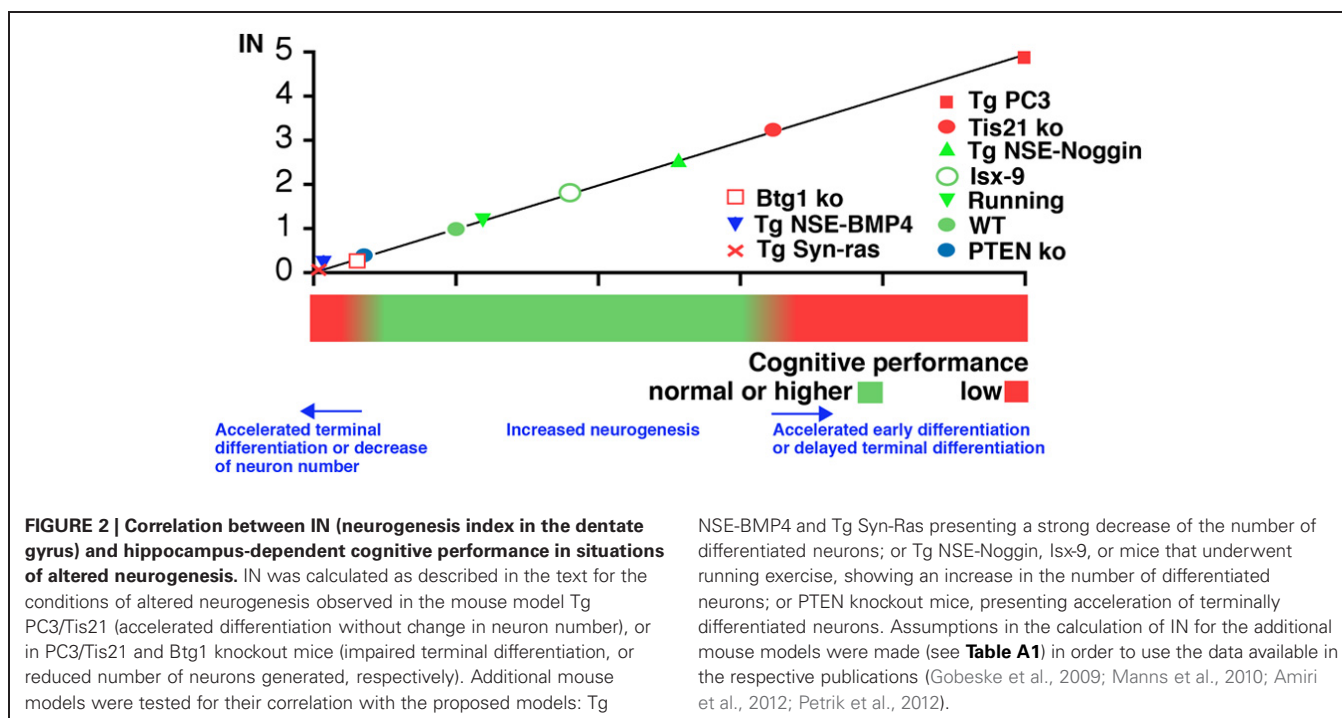 IN 5
4
3
2
1
0
Tg PC3
Tis21 ko
Tg NSE-Noggin
Isx-9
Running
WT
PTEN ko
Btg1 ko
Tg NSE-BMP4
Tg Syn-ras
Cognitive performance
normal or higher low
Accelerated terminal
differentiation or decrease
of neuron number
Increased neurogenesis
Accelerated early differentiation
or delayed terminal differentiation
FIGURE 2 | Correlation between IN (neurogenesis index in the dentate
gyrus) and hippocampus-dependent cognitive performance in situations
of altered neurogenesis. IN was calculated as described in the text for the
conditions of altered neurogenesis observed in the mouse model Tg
PC3/Tis21 (accelerated differentiation without change in neuron number), or
in PC3/Tis21 and Btg1 knockout mice (impaired terminal differentiation, or
reduced number of neurons generated, respectively). Additional mouse
models were tested for their correlation with the proposed models: Tg
NSE-BMP4 and Tg Syn-Ras presenting a strong decrease of the number of
differentiated neurons; or Tg NSE-Noggin, Isx-9, or mice that underwent
running exercise, showing an increase in the number of differentiated
neurons; or PTEN knockout mice, presenting acceleration of terminally
differentiated neurons. Assumptions in the calculation of IN for the additional
mouse models were made (see Table A1) in order to use the data available in
the respective publications (Gobeske et al., 2009; Manns et al., 2010; Amiri
et al., 2012; Petrik et al., 2012).